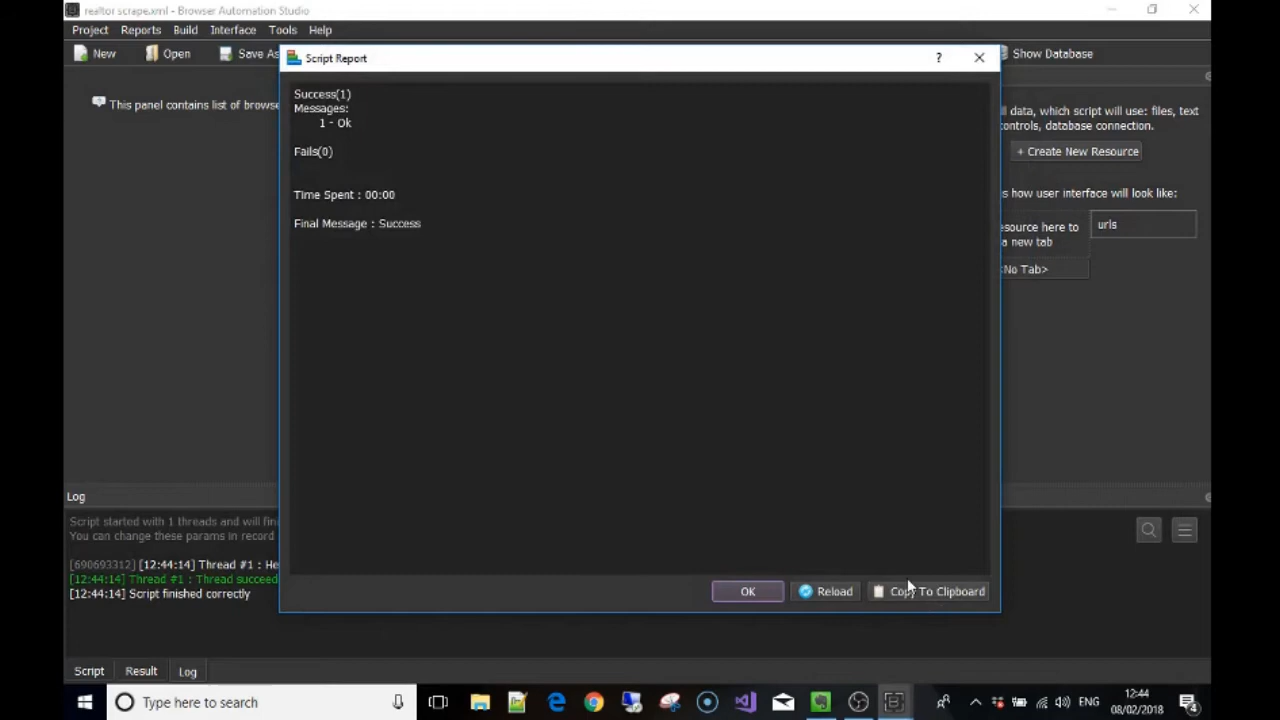 realtor scrape.xml - Browser Automation Studio
Project Reports Build Interface Tools Help
New Open Save As Show Database
Script Report
?
This panel contains list of browse
Success(1)
Messages:
1 - Ok
Fails(0)
Time Spent : 00:00
Final Message : Success
data, which script will use: files, text
controls, database connection.
+ Create New Resource
s how user interface will look like:
esource here to
a new tab
urls
<No Tab>
OK Reload Copy To Clipboard
Log
Script started with 1 threads and will fin
You can change these params in record
[690693312] [12:44:14] Thread #1 : He
[12:44:14] Thread #1 : Thread succeed
[12:44:14] Script finished correctly
Script Result Log
Type here to search
ENG
12:44
08/02/2018
4